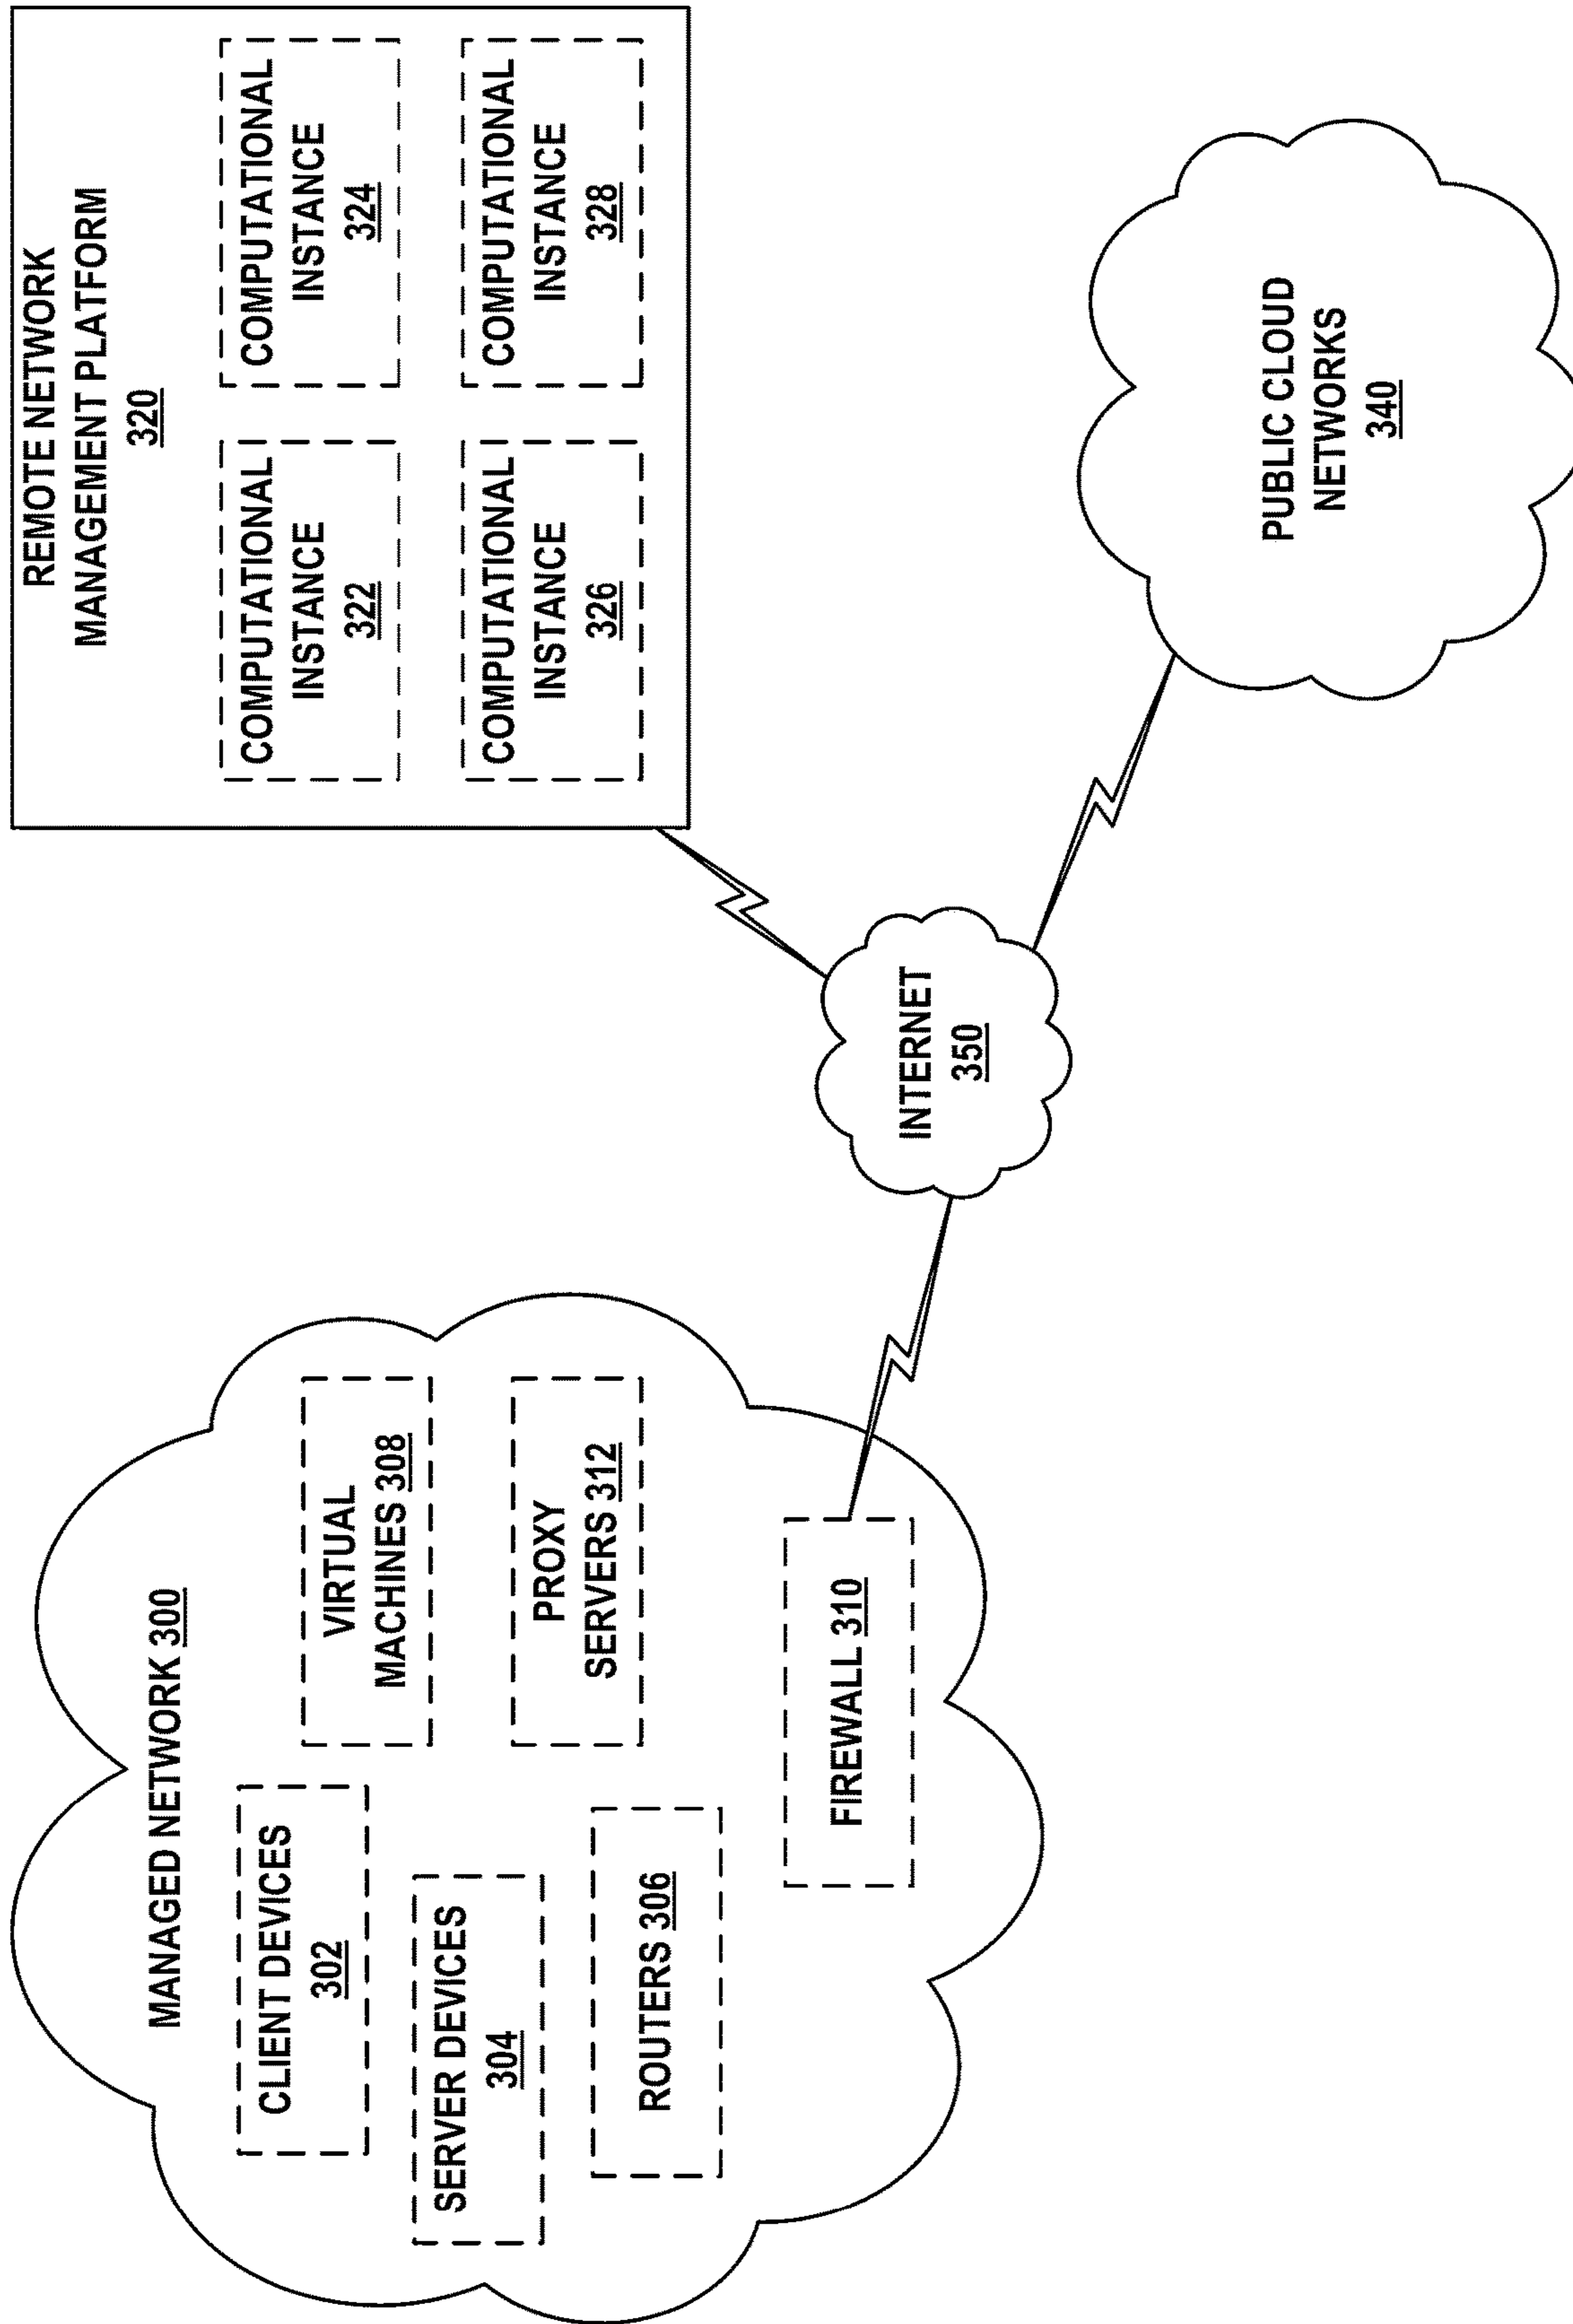 MANAGED NETWORK 300
CLIENT DEVICES
302
SERVER DEVICES
304
ROUTERS 306
VIRTUAL
MACHINES 308
PROXY
SERVERS 312
FIREWALL 310
INTERNET
350
REMOTE NETWORK
MANAGEMENT PLATFORM
320
COMPUTATIONAL
INSTANCE
322
COMPUTATIONAL
INSTANCE
324
COMPUTATIONAL
INSTANCE
326
COMPUTATIONAL
INSTANCE
328
PUBLIC CLOUD
NETWORKS
340